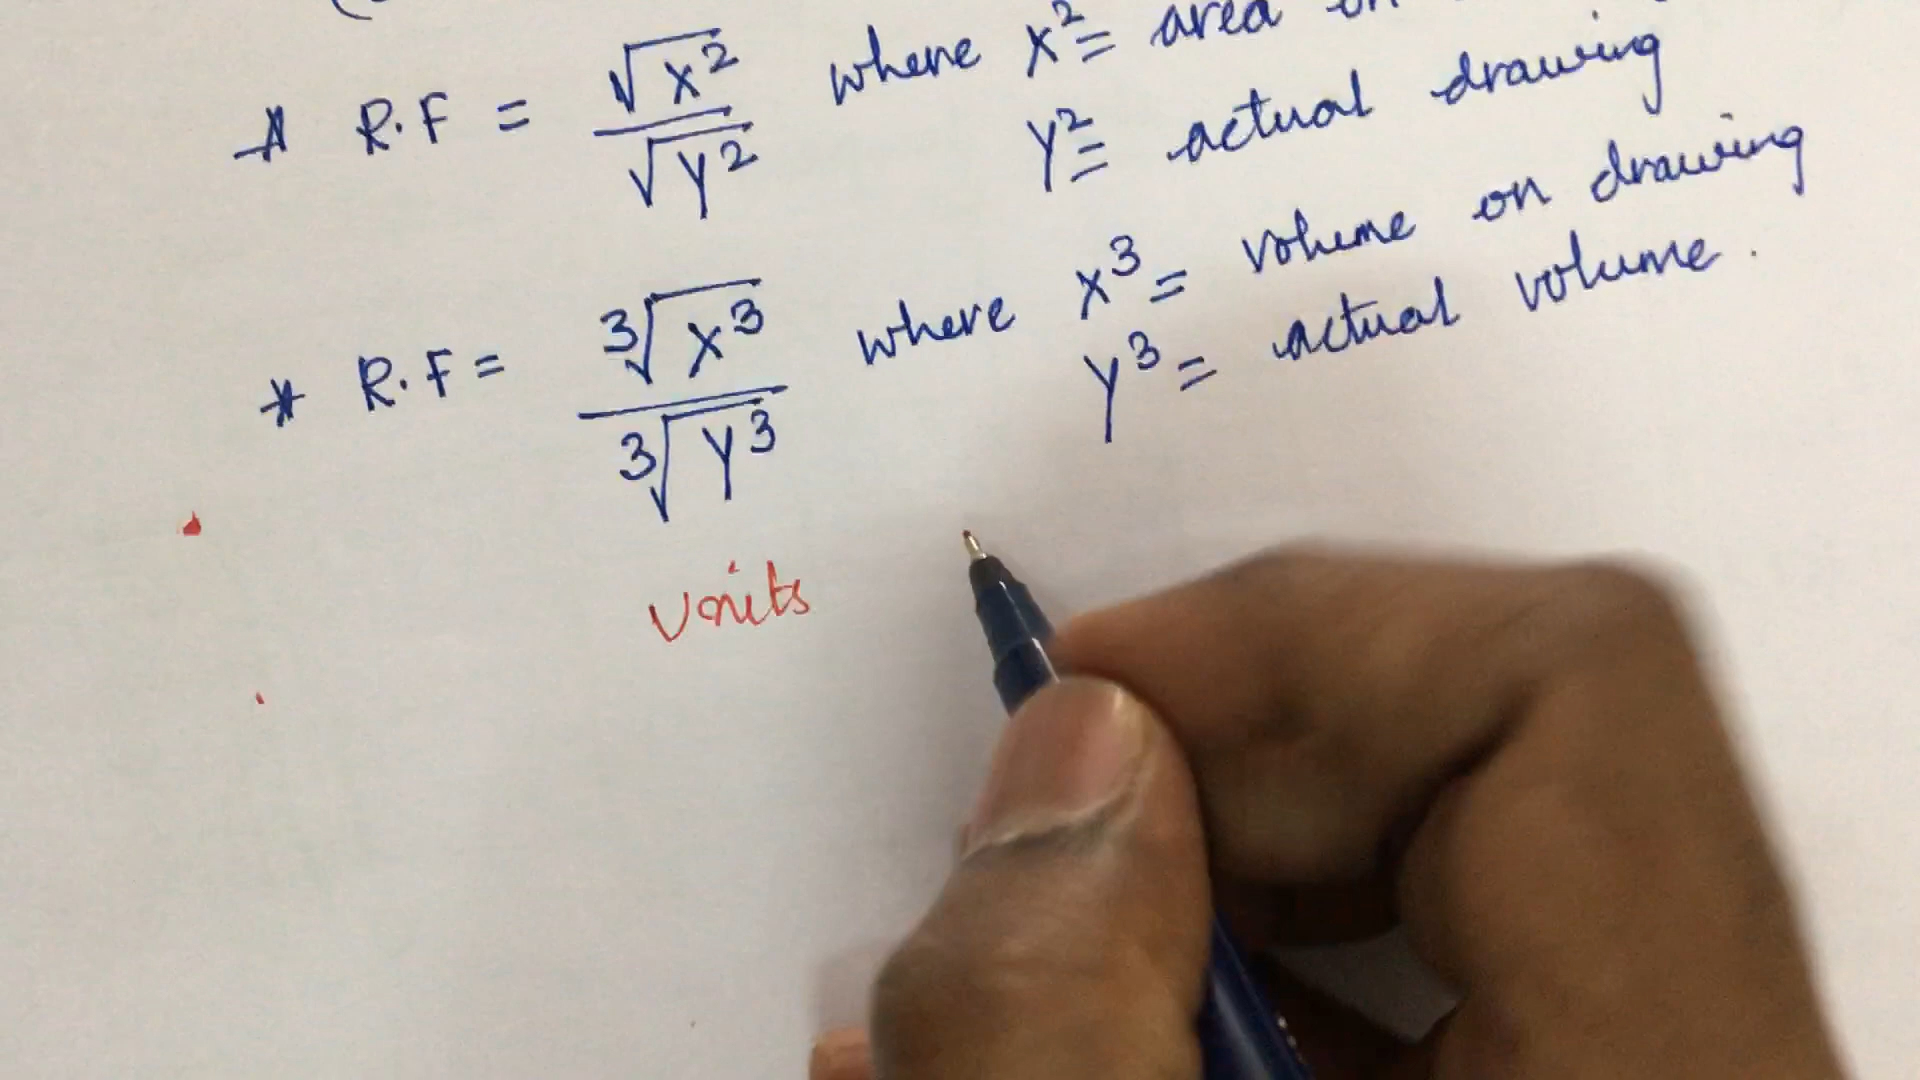 * R.F = √x² / √y² where x² = area on
y² = actual drawing
* R.F = ³√x³ / ³√y³ where x³ = volume on drawing
y³ = actual volume.
Units